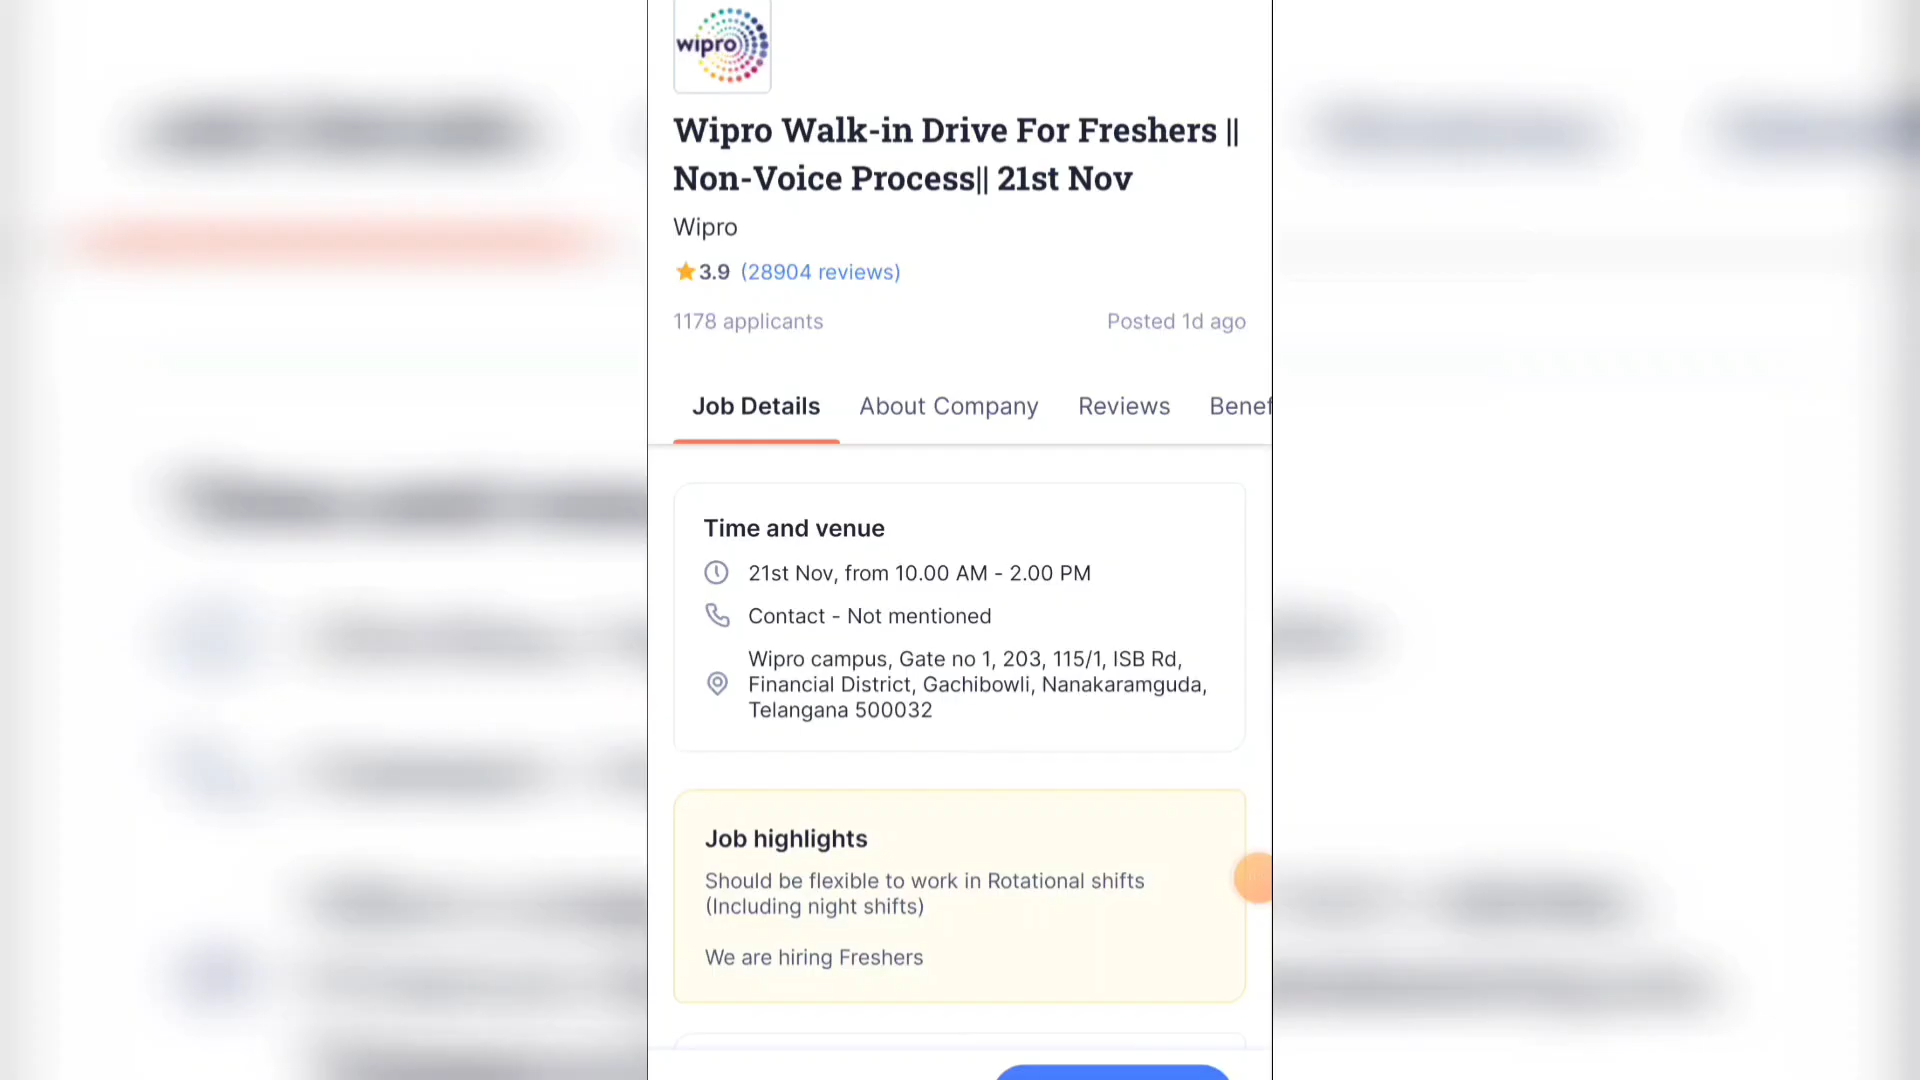 wipro
Wipro Walk-in Drive For Freshers ||
Non-Voice Process|| 21st Nov
Wipro
3.9 (28904 reviews)
1178 applicants Posted 1d ago
Job Details About Company Reviews Benef
Time and venue
21st Nov, from 10.00 AM - 2.00 PM
Contact - Not mentioned
Wipro campus, Gate no 1, 203, 115/1, ISB Rd,
Financial District, Gachibowli, Nanakaramguda,
Telangana 500032
Job highlights
Should be flexible to work in Rotational shifts
(Including night shifts)
We are hiring Freshers